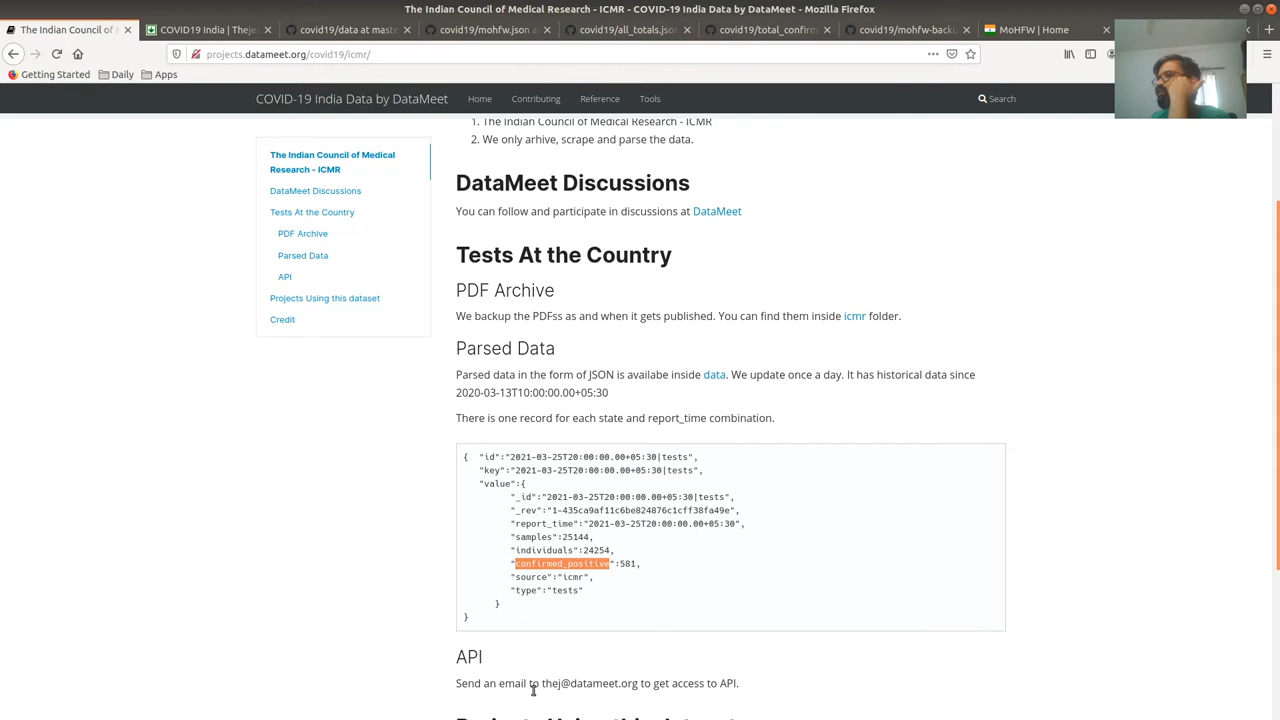 The Indian Council of Medical Research - ICMR - COVID-19 India Data by DataMeet - Mozilla Firefox
The Indian Council of M
COVID India | Thejes
covid19/data at maste
mohfw.json a
covid19/all_totals.json
covid19/total_confirm
covid19/mohfw-backu
MoHFW | Home
projects.datameet.org/covid19/icmr/
Getting Started
Daily
Apps
COVID-19 India Data by DataMeet
Home
Contributing
Reference
Tools
Search
The Indian Council of Medical
Research - ICMR
DataMeet Discussions
Tests At the Country
PDF Archive
Parsed Data
API
Projects Using this dataset
Credit
1. The Indian Council of Medical Research - ICMR
2. We only arhive, scrape and parse the data.
DataMeet Discussions
You can follow and participate in discussions at DataMeet
Tests At the Country
PDF Archive
We backup the PDFss as and when it gets published. You can find them inside icmr folder.
Parsed Data
Parsed data in the form of JSON is availabe inside data. We update once a day. It has historical data since
2020-03-13T10:00:00.00+05:30
There is one record for each state and report_time combination.
{ "id":"2021-03-25T20:00:00.00+05:30|tests",
"key":"2021-03-25T20:00:00.00+05:30|tests",
"value":{
"_id":"2021-03-25T20:00:00.00+05:30|tests",
"_rev":"1-435ca9af11c6be824876c1cff38fa49e",
"report_time":"2021-03-25T20:00:00.00+05:30",
"samples":25144,
"individuals":24254,
"confirmed_positive":581,
"source":"icmr",
"type":"tests"
}
}
API
Send an email to thej@datameet.org to get access to API.